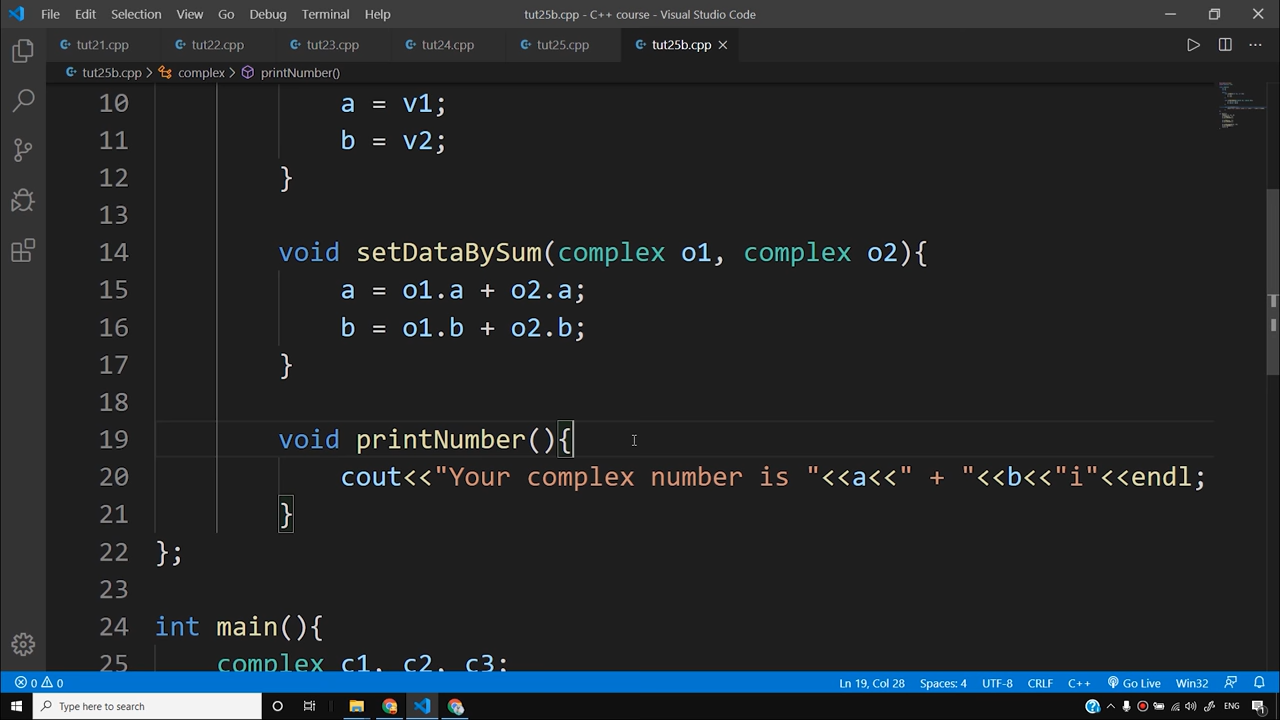 File Edit Selection View Go Debug Terminal Help tut25b.cpp - C++ course - Visual Studio Code
tut21.cpp tut22.cpp tut23.cpp tut24.cpp tut25.cpp tut25b.cpp
tut25b.cpp > complex > printNumber()
10 a = v1;
11 b = v2;
12 }
13
14 void setDataBySum(complex o1, complex o2){
15 a = o1.a + o2.a;
16 b = o1.b + o2.b;
17 }
18
19 void printNumber(){
20 cout<<"Your complex number is "<<a<<" + "<<b<<"i"<<endl;
21 }
22 };
23
24 int main(){
25 complex c1, c2, c3;
0 0 Ln 19, Col 28 Spaces: 4 UTF-8 CRLF C++ Go Live Win32
Type here to search ENG